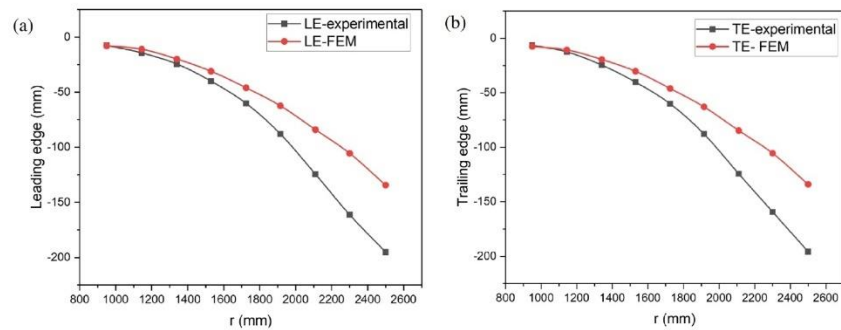 (a)
LE-experimental
LE-FEM
0
-50
-100
-150
-200
Leading edge (mm)
800 1000 1200 1400 1600 1800 2000 2200 2400 2600
r (mm)
(b)
TE-experimental
TE- FEM
0
-50
-100
-150
-200
Trailing edge (mm)
800 1000 1200 1400 1600 1800 2000 2200 2400 2600
r (mm)